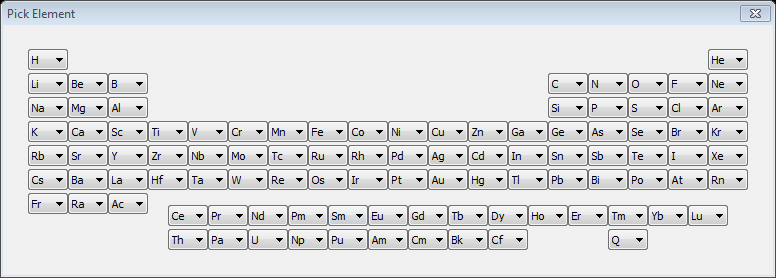 Pick Element
H He
Li Be B C N O F Ne
Na Mg Al Si P S Cl Ar
K Ca Sc Ti V Cr Mn Fe Co Ni Cu Zn Ga Ge As Se Br Kr
Rb Sr Y Zr Nb Mo Tc Ru Rh Pd Ag Cd In Sn Sb Te I Xe
Cs Ba La Hf Ta W Re Os Ir Pt Au Hg Tl Pb Bi Po At Rn
Fr Ra Ac
Ce Pr Nd Pm Sm Eu Gd Tb Dy Ho Er Tm Yb Lu
Th Pa U Np Pu Am Cm Bk Cf Q